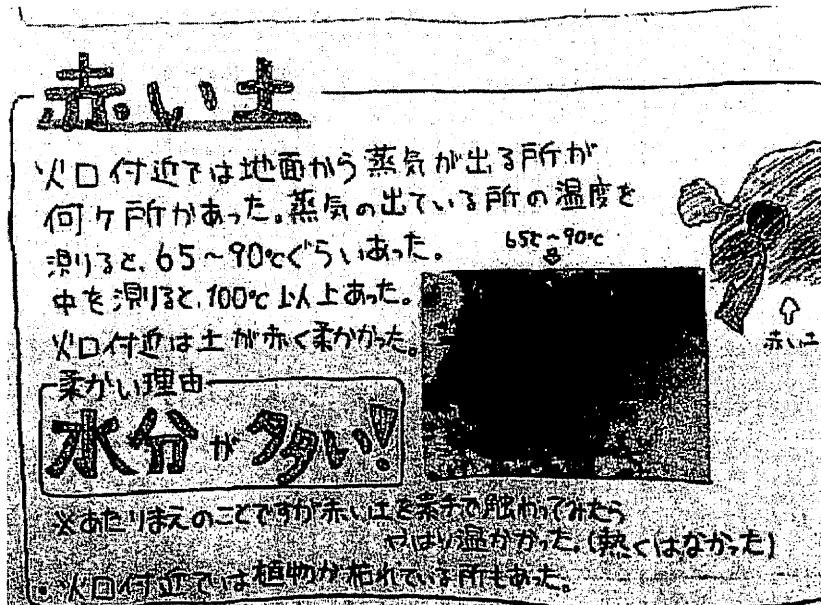 赤い土
火口付近では地面から蒸気が出る所が
何ヶ所かあった。蒸気の出ている所の温度を
測ると、65～90℃ぐらいあった。
中を測ると、100℃以上あった。
火口付近は土が赤く柔かかった。
65℃～90℃
赤い土
柔かい理由
水分が多い!
※あたりまえのことですが赤い土を素手で触わってみたら
やはり温かかった。(熱くはなかった)
・火口付近では植物が枯れている所もあった。